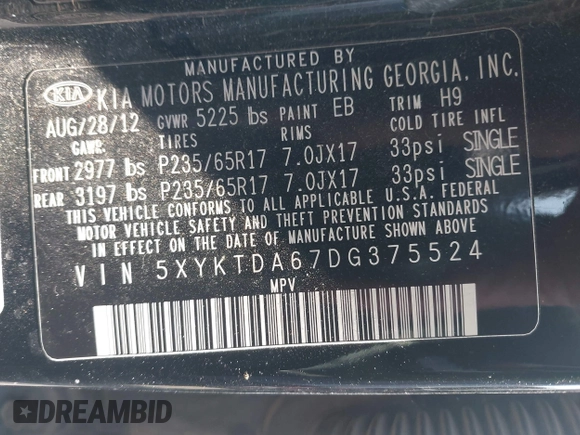 MANUFACTURED BY
KIA KIA MOTORS MANUFACTURING GEORGIA, INC.
AUG/28/12 GVWR 5225 lbs PAINT EB TRIM H9
GAWR: TIRES RIMS COLD TIRE INFL
FRONT 2977 lbs P235/65R17 7.0JX17 33psi SINGLE
REAR 3197 lbs P235/65R17 7.0JX17 33psi SINGLE
THIS VEHICLE CONFORMS TO ALL APPLICABLE U.S.A. FEDERAL
MOTOR VEHICLE SAFETY AND THEFT PREVENTION STANDARDS
IN EFFECT ON THE DATE OF MANUFACTURE SHOWN ABOVE
VIN 5XYKTDA67DG375524
MPV
DREAMBID